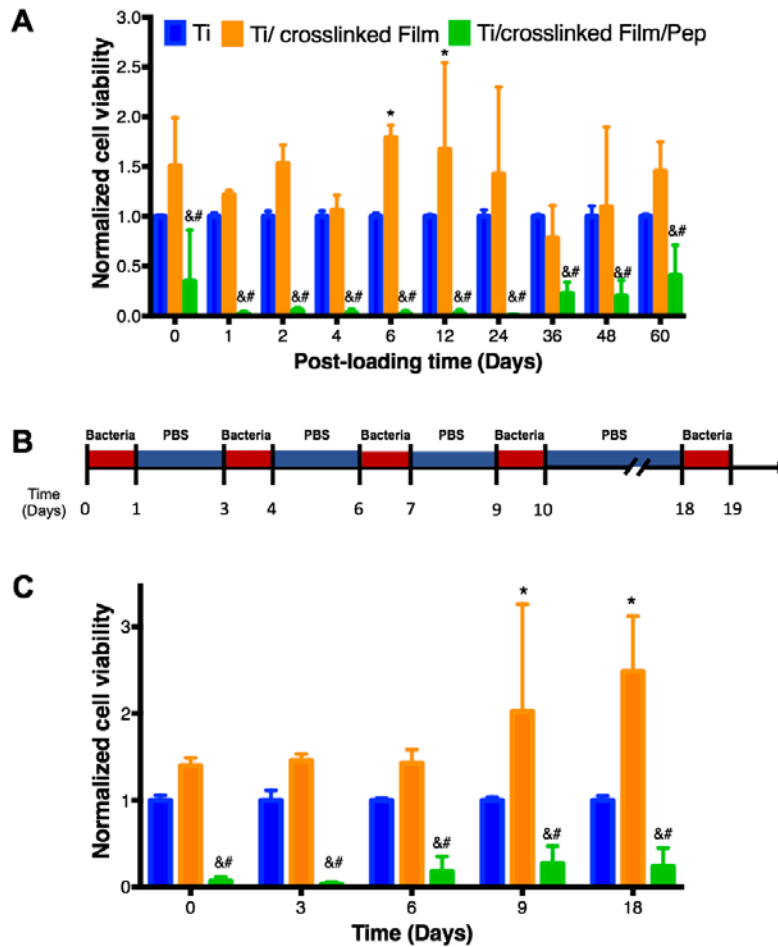 A
Ti Ti/ crosslinked Film Ti/crosslinked Film/Pep
Normalized cell viability
3.0
2.5
2.0
1.5
1.0
0.5
0.0
&# &# &# &# * &# * &# &# &# &# &#
0 1 2 4 6 12 24 36 48 60
Post-loading time (Days)
B
Bacteria PBS Bacteria PBS Bacteria PBS Bacteria PBS Bacteria
Time
(Days) 0 1 3 4 6 7 9 10 18 19
C
Normalized cell viability
3
2
1
0
&# &# &# * &# * &#
0 3 6 9 18
Time (Days)